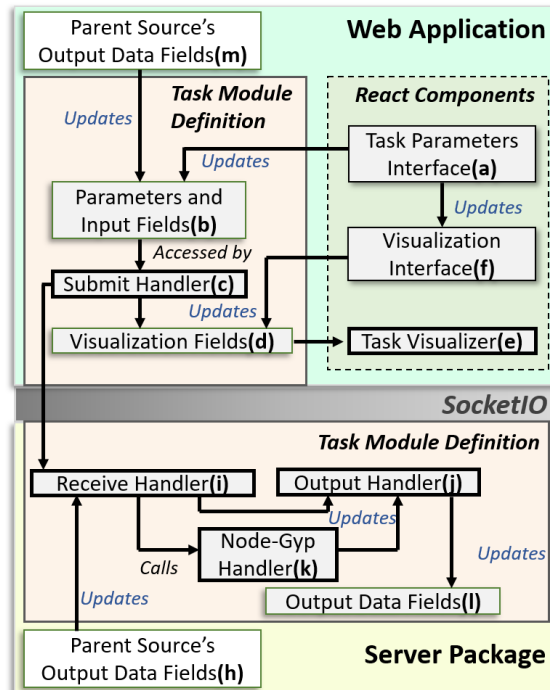 Parent Source's
Output Data Fields(m)
Web Application
Task Module
Definition
React Components
Updates
Task Parameters
Interface(a)
Updates
Parameters and
Input Fields(b)
Updates
Accessed by
Visualization
Interface(f)
Submit Handler(c)
Updates
Visualization Fields(d)
Task Visualizer(e)
SocketIO
Task Module Definition
Receive Handler(i)
Output Handler(j)
Updates
Node-Gyp
Handler(k)
Calls
Updates
Updates
Output Data Fields(l)
Parent Source's
Output Data Fields(h)
Server Package